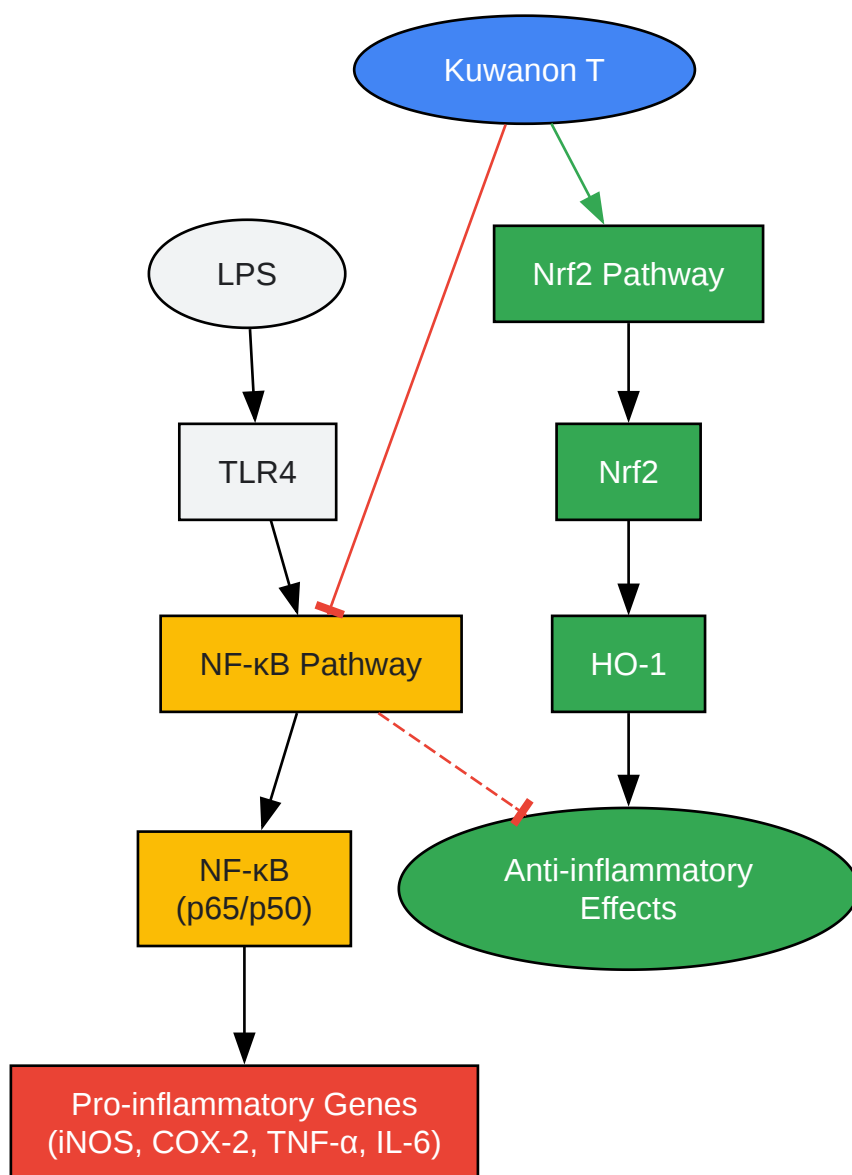 Kuwanon T
LPS
Nrf2 Pathway
TLR4
Nrf2
NF-κB Pathway
HO-1
NF-κB
(p65/p50)
Anti-inflammatory
Effects
Pro-inflammatory Genes
(iNOS, COX-2, TNF-α, IL-6)